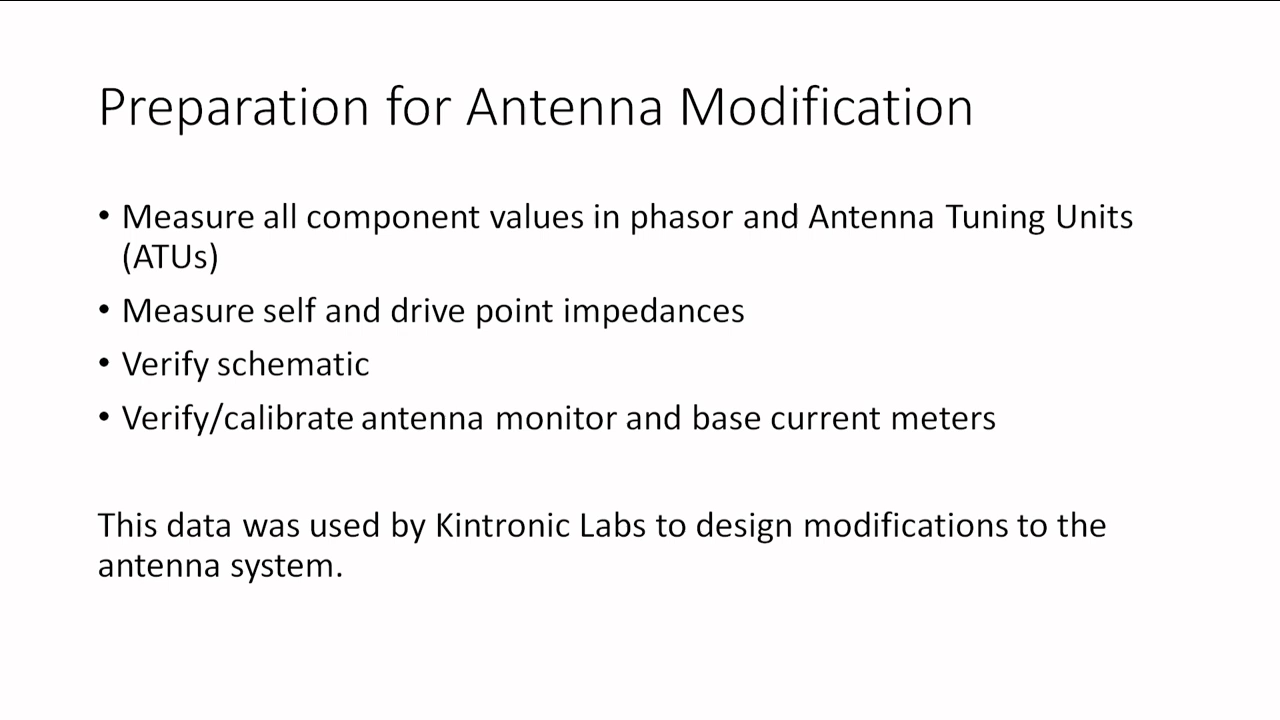 Preparation for Antenna Modification
• Measure all component values in phasor and Antenna Tuning Units
(ATUs)
• Measure self and drive point impedances
• Verify schematic
• Verify/calibrate antenna monitor and base current meters
This data was used by Kintronic Labs to design modifications to the
antenna system.